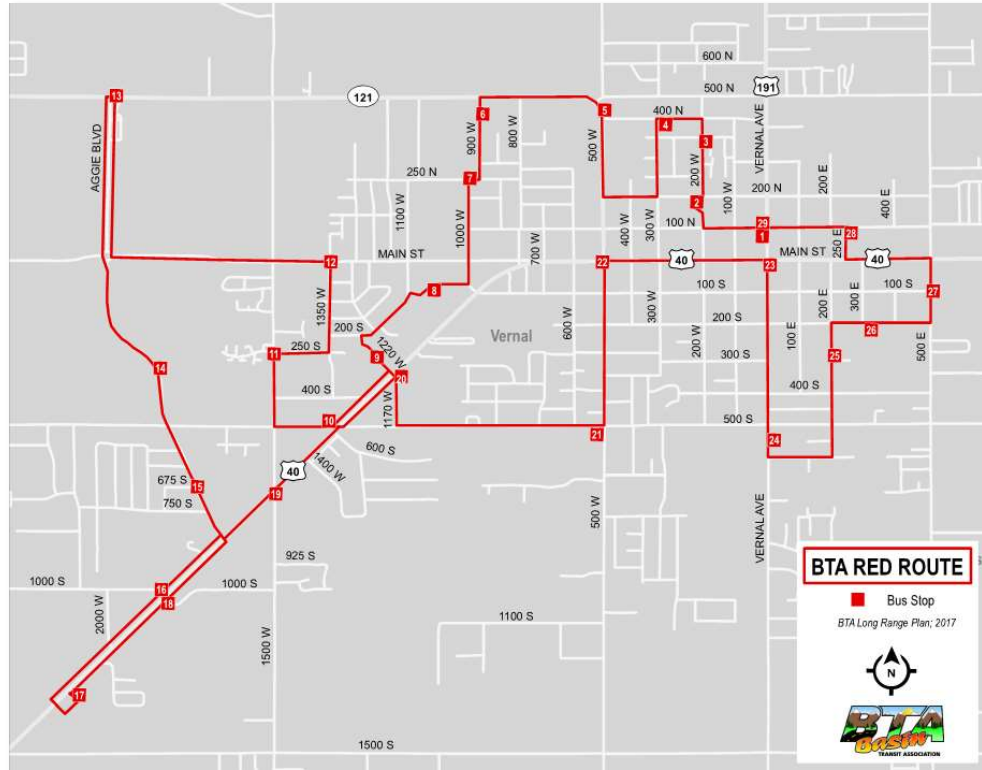 600 N
191
13
121
500 N
6
5
400 N
4
VERNAL AVE
3
900 W
800 W
500 W
AGGIE BLVD
200 W
250 N
7
100 W
200 N
200 E
1100 W
2
400 E
1000 W
400 W
300 W
100 N
29
1
28
700 W
250 E
MAIN ST
40
MAIN ST
40
12
22
23
8
100 S
100 S
27
1350 W
200 S
600 W
300 W
200 S
200 E
300 E
26
Vernal
200 W
100 E
500 E
250 S
11
1220 W
9
300 S
25
14
20
400 S
400 S
1170 W
10
500 S
21
24
600 S
1400 W
40
675 S
15
19
750 S
500 W
VERNAL AVE
925 S
BTA RED ROUTE
1000 S
16
1000 S
18
Bus Stop
2000 W
1100 S
BTA Long Range Plan; 2017
1500 W
N
17
BTA
Basin
TRANSIT ASSOCIATION
1500 S